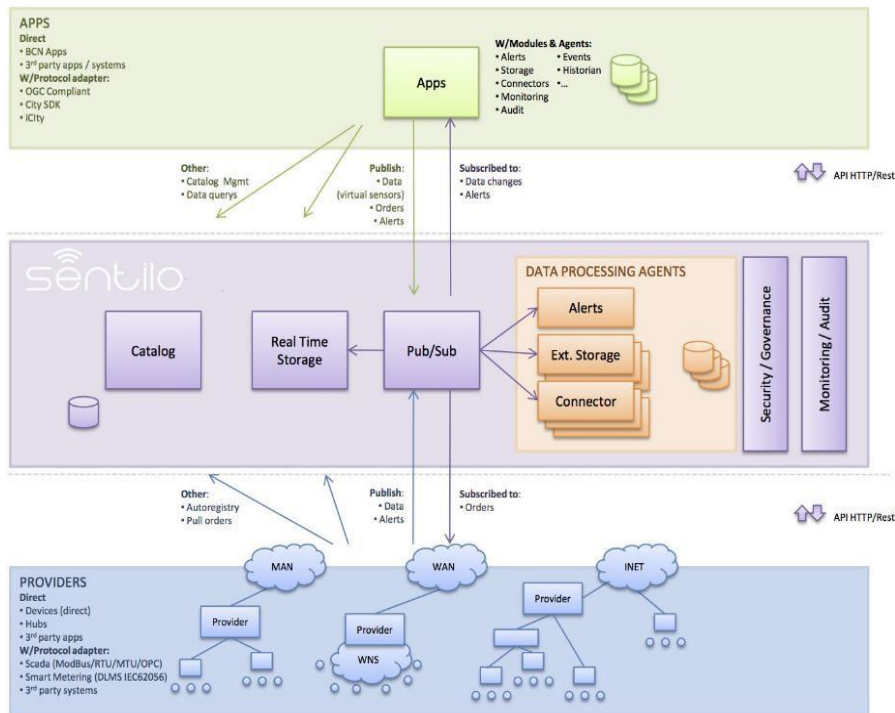 APPS
Direct
• BCN Apps
• 3rd party apps / systems
W/Protocol adapter:
• OGC Compliant
• City SDK
• iCity
Apps
W/Modules & Agents:
• Alerts
• Storage
• Connectors
• Monitoring
• Audit
• Events
• Historian
•...
Other:
• Catalog Mgmt
• Data querys
Publish:
• Data
(virtual sensors)
• Orders
• Alerts
Subscribed to:
• Data changes
• Alerts
API HTTP/Rest
sentilo
Catalog
Real Time
Storage
Pub/Sub
DATA PROCESSING AGENTS
Alerts
Ext. Storage
Connector
Security / Governance
Monitoring / Audit
Other:
• Autoregistry
• Pull orders
Publish:
• Data
• Alerts
Subscribed to:
• Orders
API HTTP/Rest
PROVIDERS
Direct
• Devices (direct)
• Hubs
• 3rd party apps
W/Protocol adapter:
• Scada (ModBus/RTU/MTU/OPC)
• Smart Metering (DLMS IEC62056)
• 3rd party systems
MAN
Provider
WAN
Provider
WNS
INET
Provider